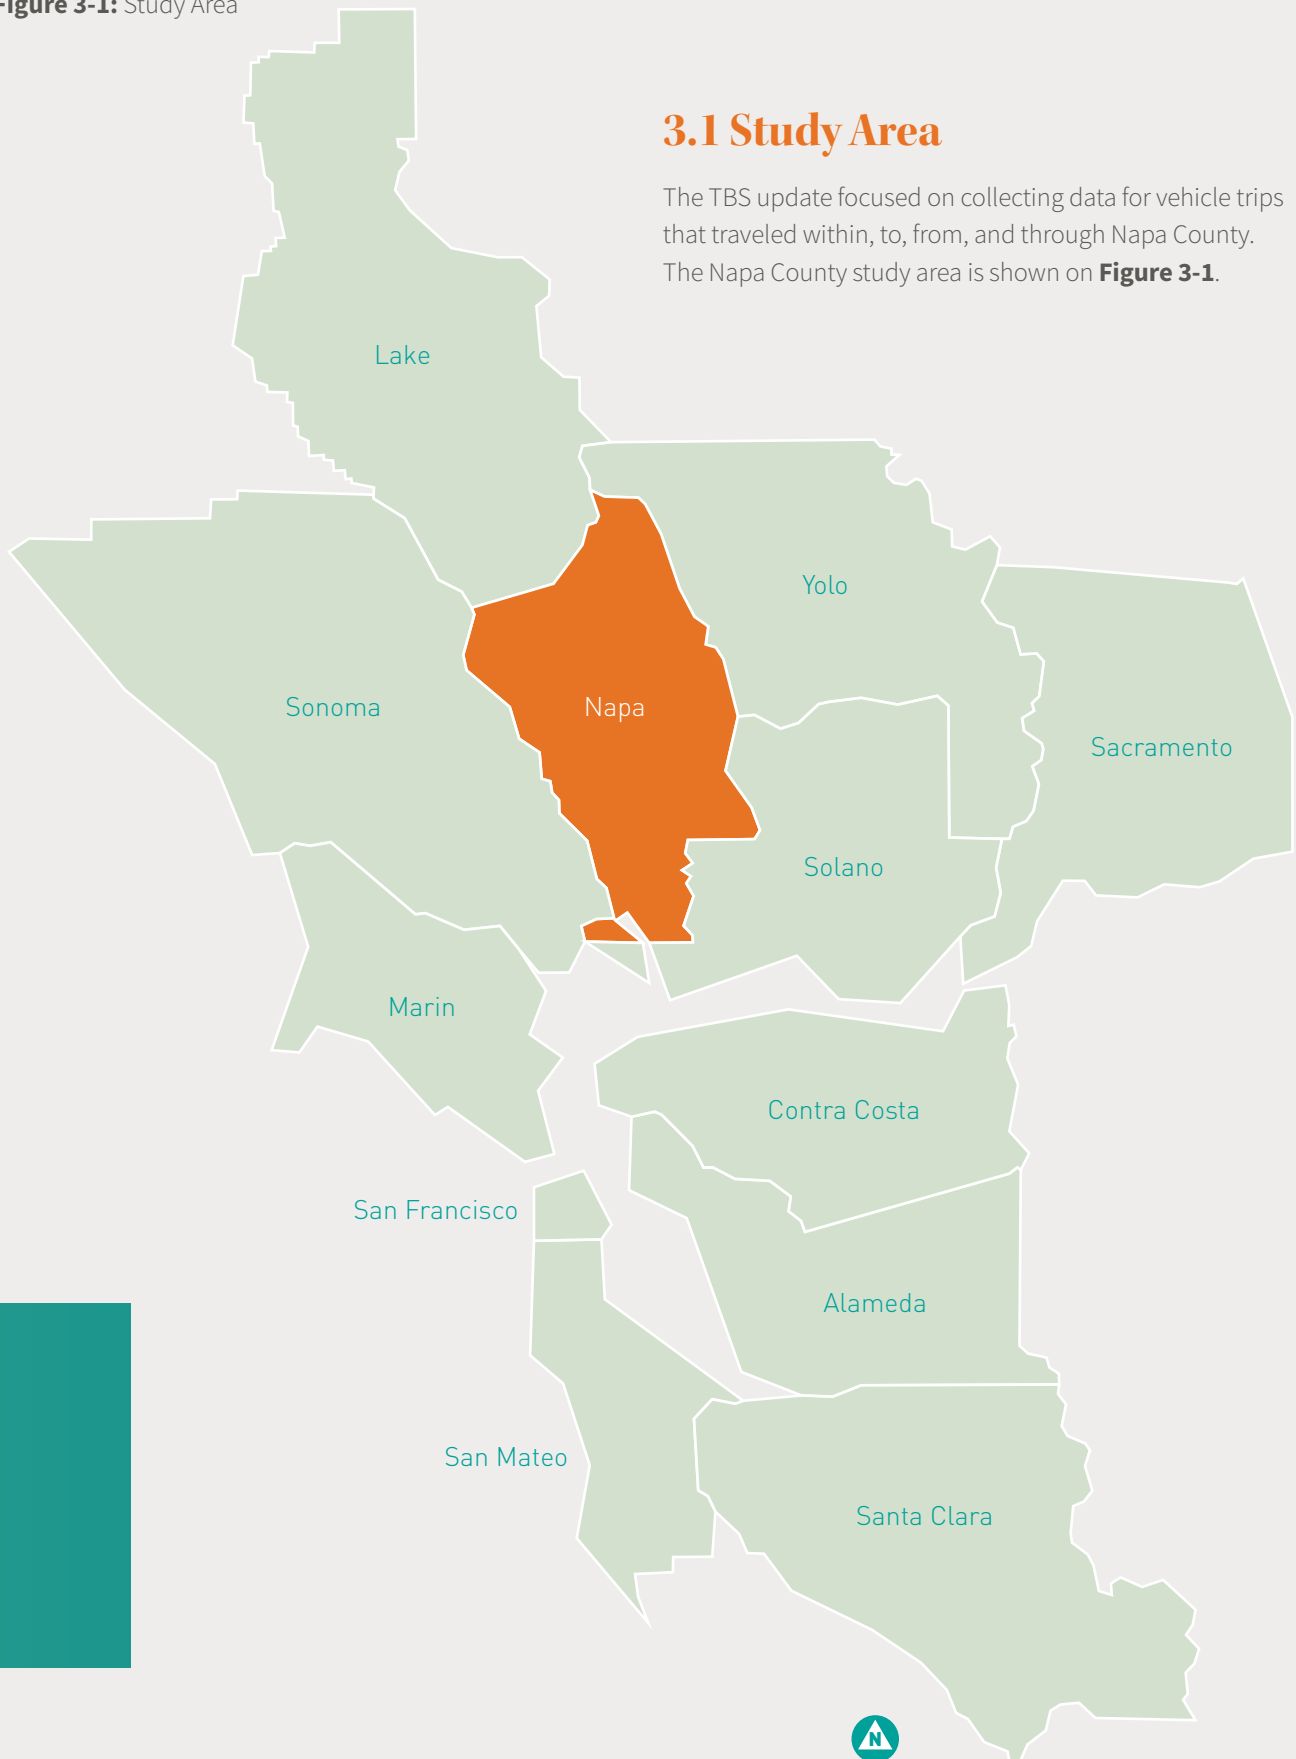 Figure 3-1: Study Area
3.1 Study Area
The TBS update focused on collecting data for vehicle trips
that traveled within, to, from, and through Napa County.
The Napa County study area is shown on Figure 3-1.
Lake
Yolo
Sonoma
Napa
Sacramento
Solano
Marin
Contra Costa
San Francisco
Alameda
San Mateo
Santa Clara
N